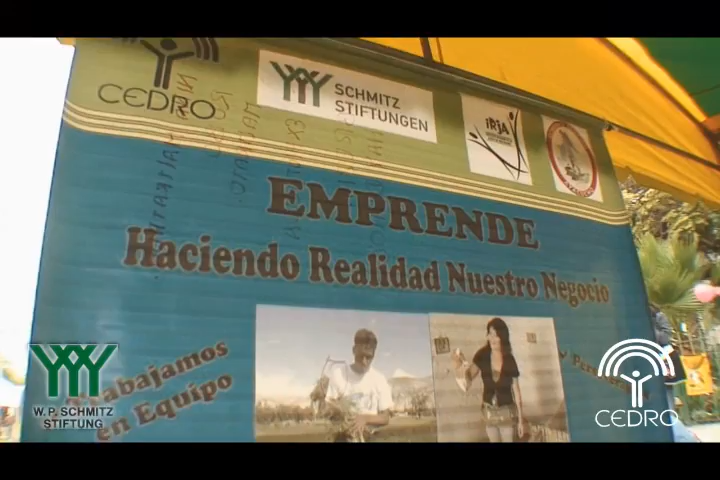 CEDRO
SCHMITZ
STIFTUNGEN
EMPRENDE
Haciendo Realidad Nuestro Negocio
Trabajamos
en Equipo
W. P. SCHMITZ
STIFTUNG
CEDRO